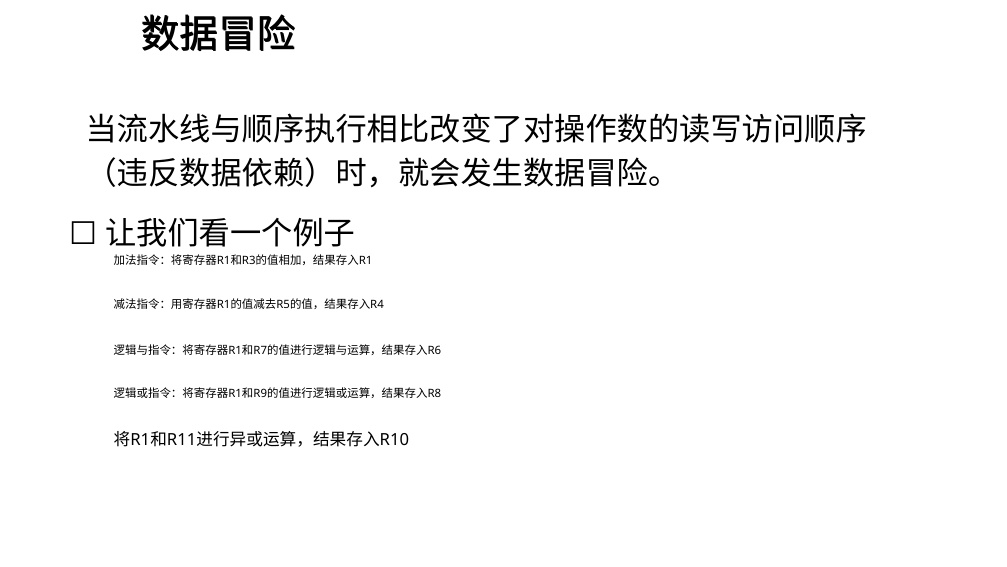 数据冒险
当流水线与顺序执行相比改变了对操作数的读写访问顺序
（违反数据依赖）时，就会发生数据冒险。
☐ 让我们看一个例子
加法指令：将寄存器R1和R3的值相加，结果存入R1
减法指令：用寄存器R1的值减去R5的值，结果存入R4
逻辑与指令：将寄存器R1和R7的值进行逻辑与运算，结果存入R6
逻辑或指令：将寄存器R1和R9的值进行逻辑或运算，结果存入R8
将R1和R11进行异或运算，结果存入R10